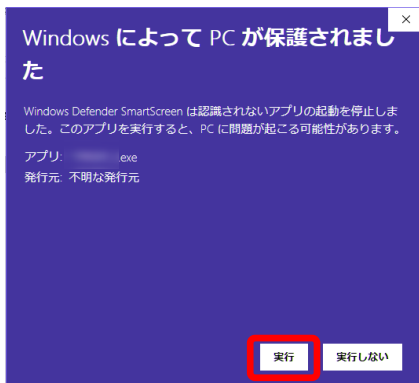 Windows によって PC が保護されまし
た
Windows Defender SmartScreen は認識されないアプリの起動を停止しま
した。このアプリを実行すると、PC に問題が起こる可能性があります。
アプリ: .exe
発行元: 不明な発行元
実行 実行しない